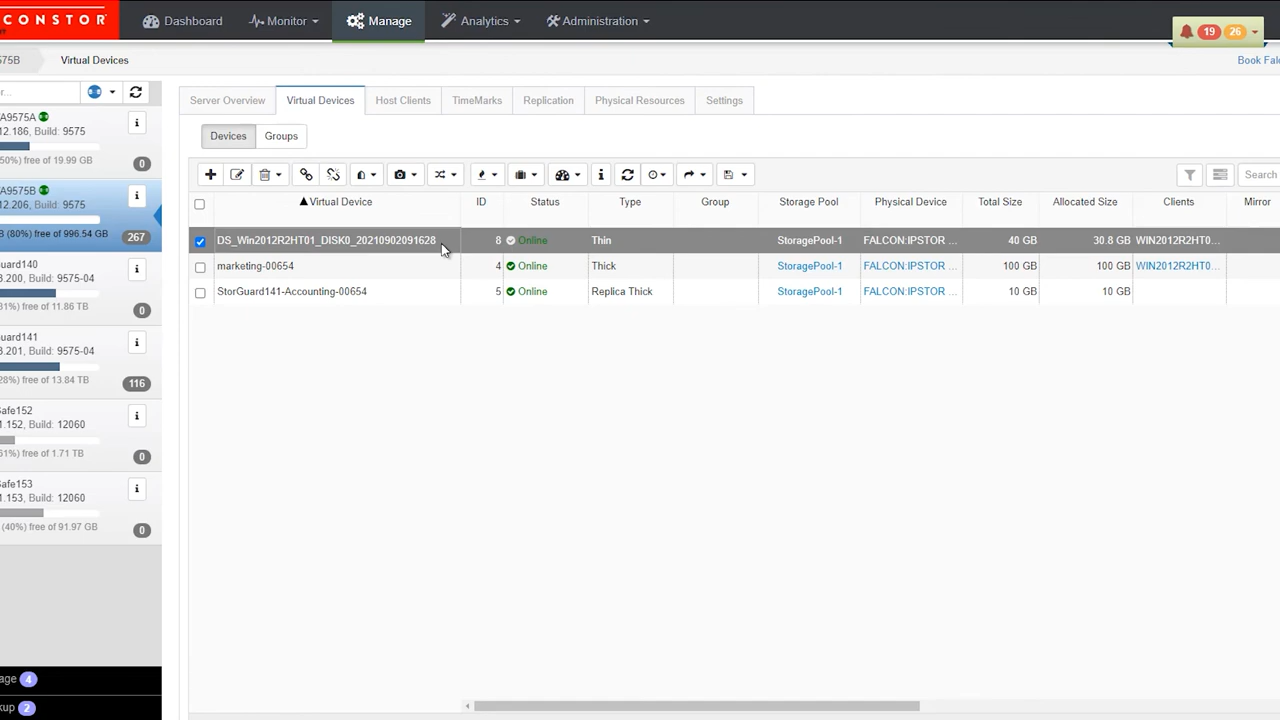 CONSTOR
Dashboard
Monitor
Manage
Analytics
Administration
19
26
575B
Virtual Devices
Book Falc
Server Overview
Virtual Devices
Host Clients
TimeMarks
Replication
Physical Resources
Settings
Devices
Groups
Search
A9575A
12.186, Build: 9575
50%) free of 19.99 GB
0
A9575B
12.206, Build: 9575
B (80%) free of 996.54 GB
267
uard140
3.200, Build: 9575-04
31%) free of 11.86 TB
0
uard141
3.201, Build: 9575-04
28%) free of 13.84 TB
116
Safe152
1.152, Build: 12060
51%) free of 1.71 TB
0
Safe153
1.153, Build: 12060
(40%) free of 91.97 GB
0
age 4
kup 2
Virtual Device ID Status Type Group Storage Pool Physical Device Total Size Allocated Size Clients Mirror
DS_Win2012R2HT01_DISK0_20210902091628 8 Online Thin StoragePool-1 FALCON:IPSTOR ... 40 GB 30.8 GB WIN2012R2HT0...
marketing-00654 4 Online Thick StoragePool-1 FALCON:IPSTOR ... 100 GB 100 GB WIN2012R2HT0...
StorGuard141-Accounting-00654 5 Online Replica Thick StoragePool-1 FALCON:IPSTOR ... 10 GB 10 GB